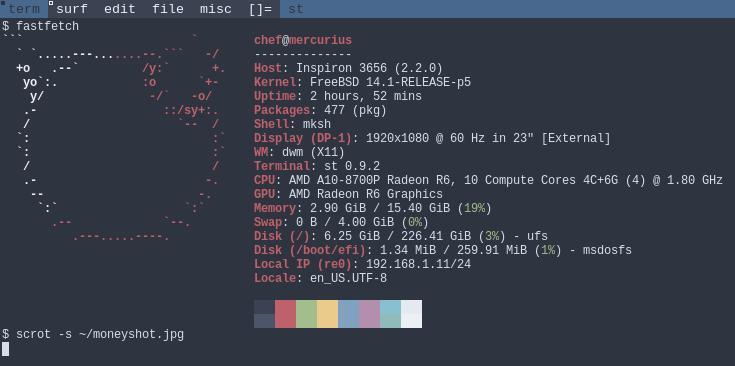 term surf edit file misc []= st
$ fastfetch
```                        `
  ` `.....---.......--.```   -/    chef@mercurius
  +o   .--`         /y:`      +.   --------------
   yo`:.            :o      `+-    Host: Inspiron 3656 (2.2.0)
    y/               -/`   -o/     Kernel: FreeBSD 14.1-RELEASE-p5
   .-                  ::/sy+:.    Uptime: 2 hours, 52 mins
   /                     `--  /    Packages: 477 (pkg)
  `:                          :`   Shell: mksh
  `:                          :`   Display (DP-1): 1920x1080 @ 60 Hz in 23" [External]
   /                          /    WM: dwm (X11)
   .-                        -.    Terminal: st 0.9.2
    --                      -.     CPU: AMD A10-8700P Radeon R6, 10 Compute Cores 4C+6G (4) @ 1.80 GHz
     `:`                  `:`      GPU: AMD Radeon R6 Graphics
       .--             `--.        Memory: 2.90 GiB / 15.40 GiB (19%)
          .---.....----.           Swap: 0 B / 4.00 GiB (0%)
Disk (/): 6.25 GiB / 226.41 GiB (3%) - ufs
Disk (/boot/efi): 1.34 MiB / 259.91 MiB (1%) - msdosfs
Local IP (re0): 192.168.1.11/24
Locale: en_US.UTF-8
$ scrot -s ~/moneyshot.jpg